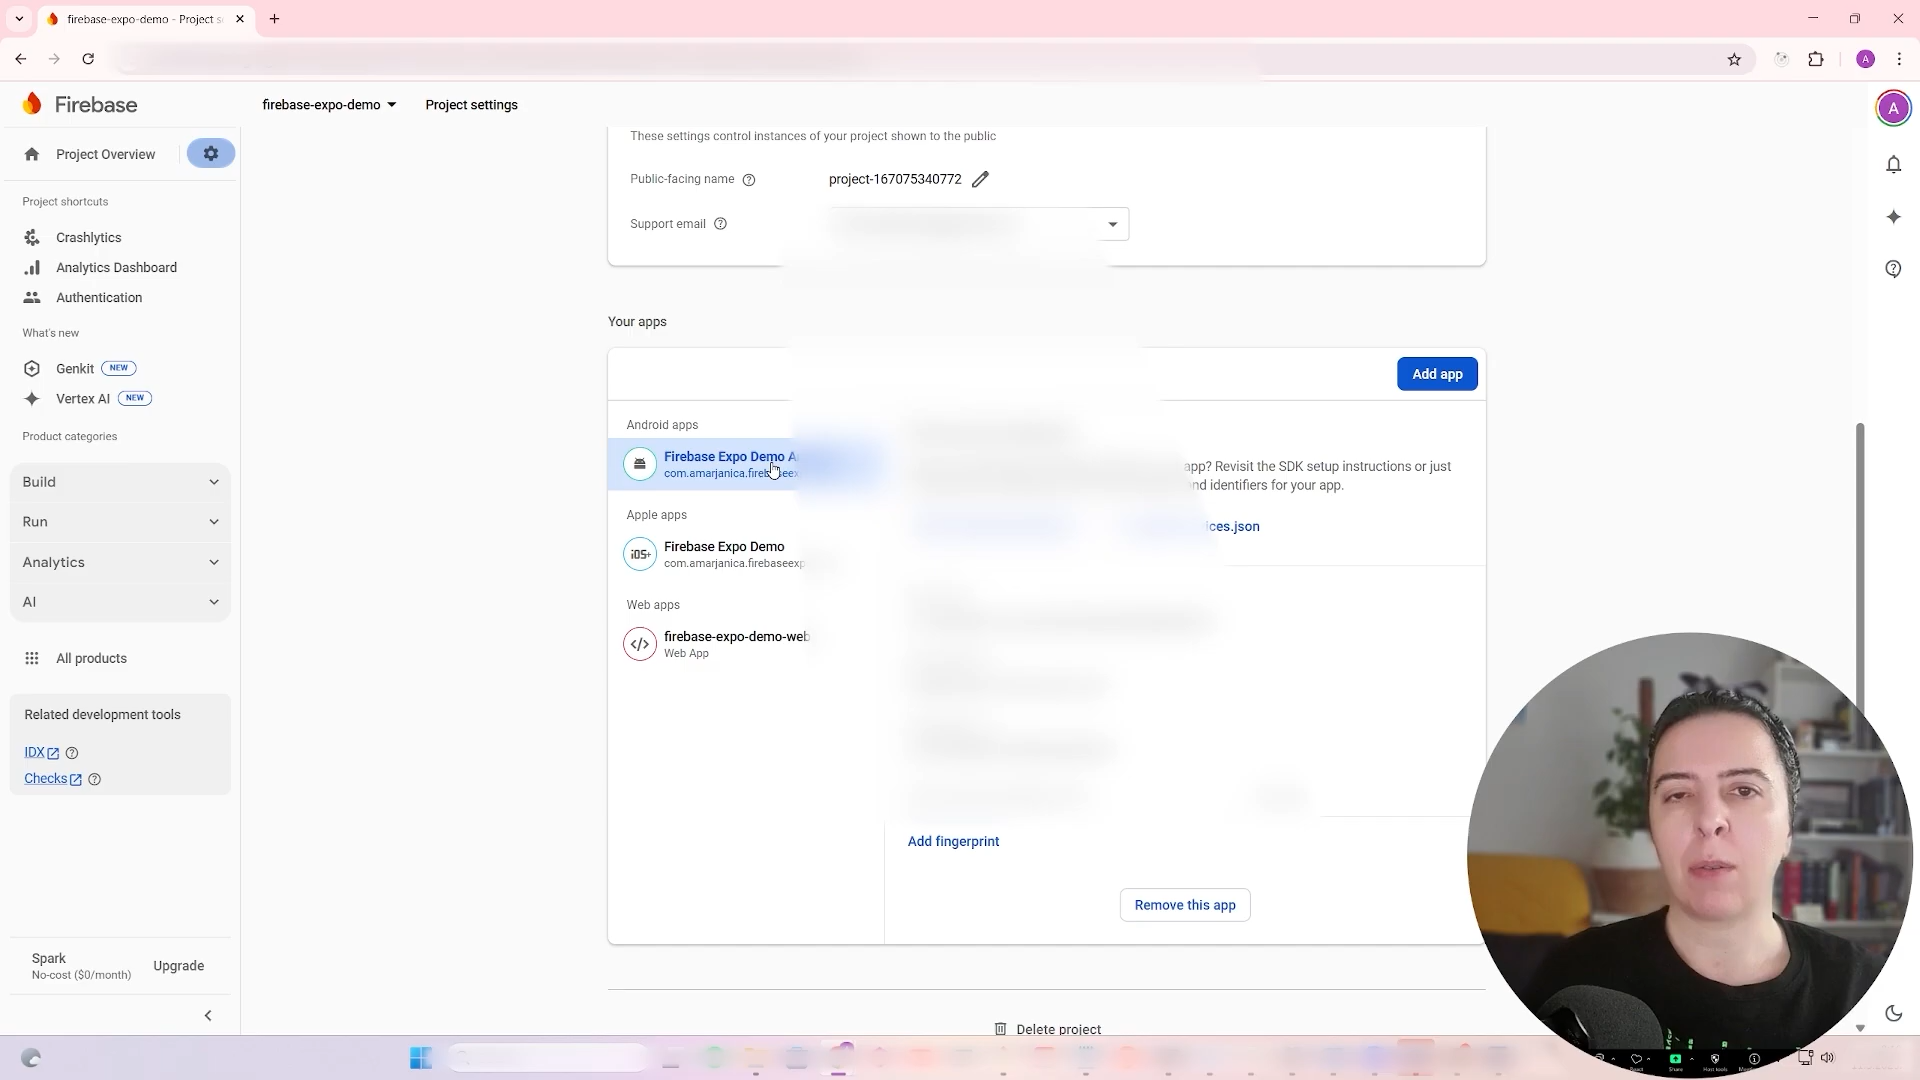 firebase-expo-demo - Project s
Firebase
firebase-expo-demo
Project settings
Project Overview
Project shortcuts
Crashlytics
Analytics Dashboard
Authentication
What's new
Genkit NEW
Vertex AI NEW
Product categories
Build
Run
Analytics
AI
All products
Related development tools
IDX
Checks
Spark
No-cost ($0/month)
Upgrade
These settings control instances of your project shown to the public
Public-facing name
project-167075340772
Support email
Your apps
Add app
Android apps
Firebase Expo Demo A
com.amarjanica.firebaseex
Apple apps
iOS+
Firebase Expo Demo
com.amarjanica.firebaseexp
Web apps
firebase-expo-demo-web
Web App
app? Revisit the SDK setup instructions or just
nd identifiers for your app.
ices.json
Add fingerprint
Remove this app
Delete project
A
A
React
Share
Host tools